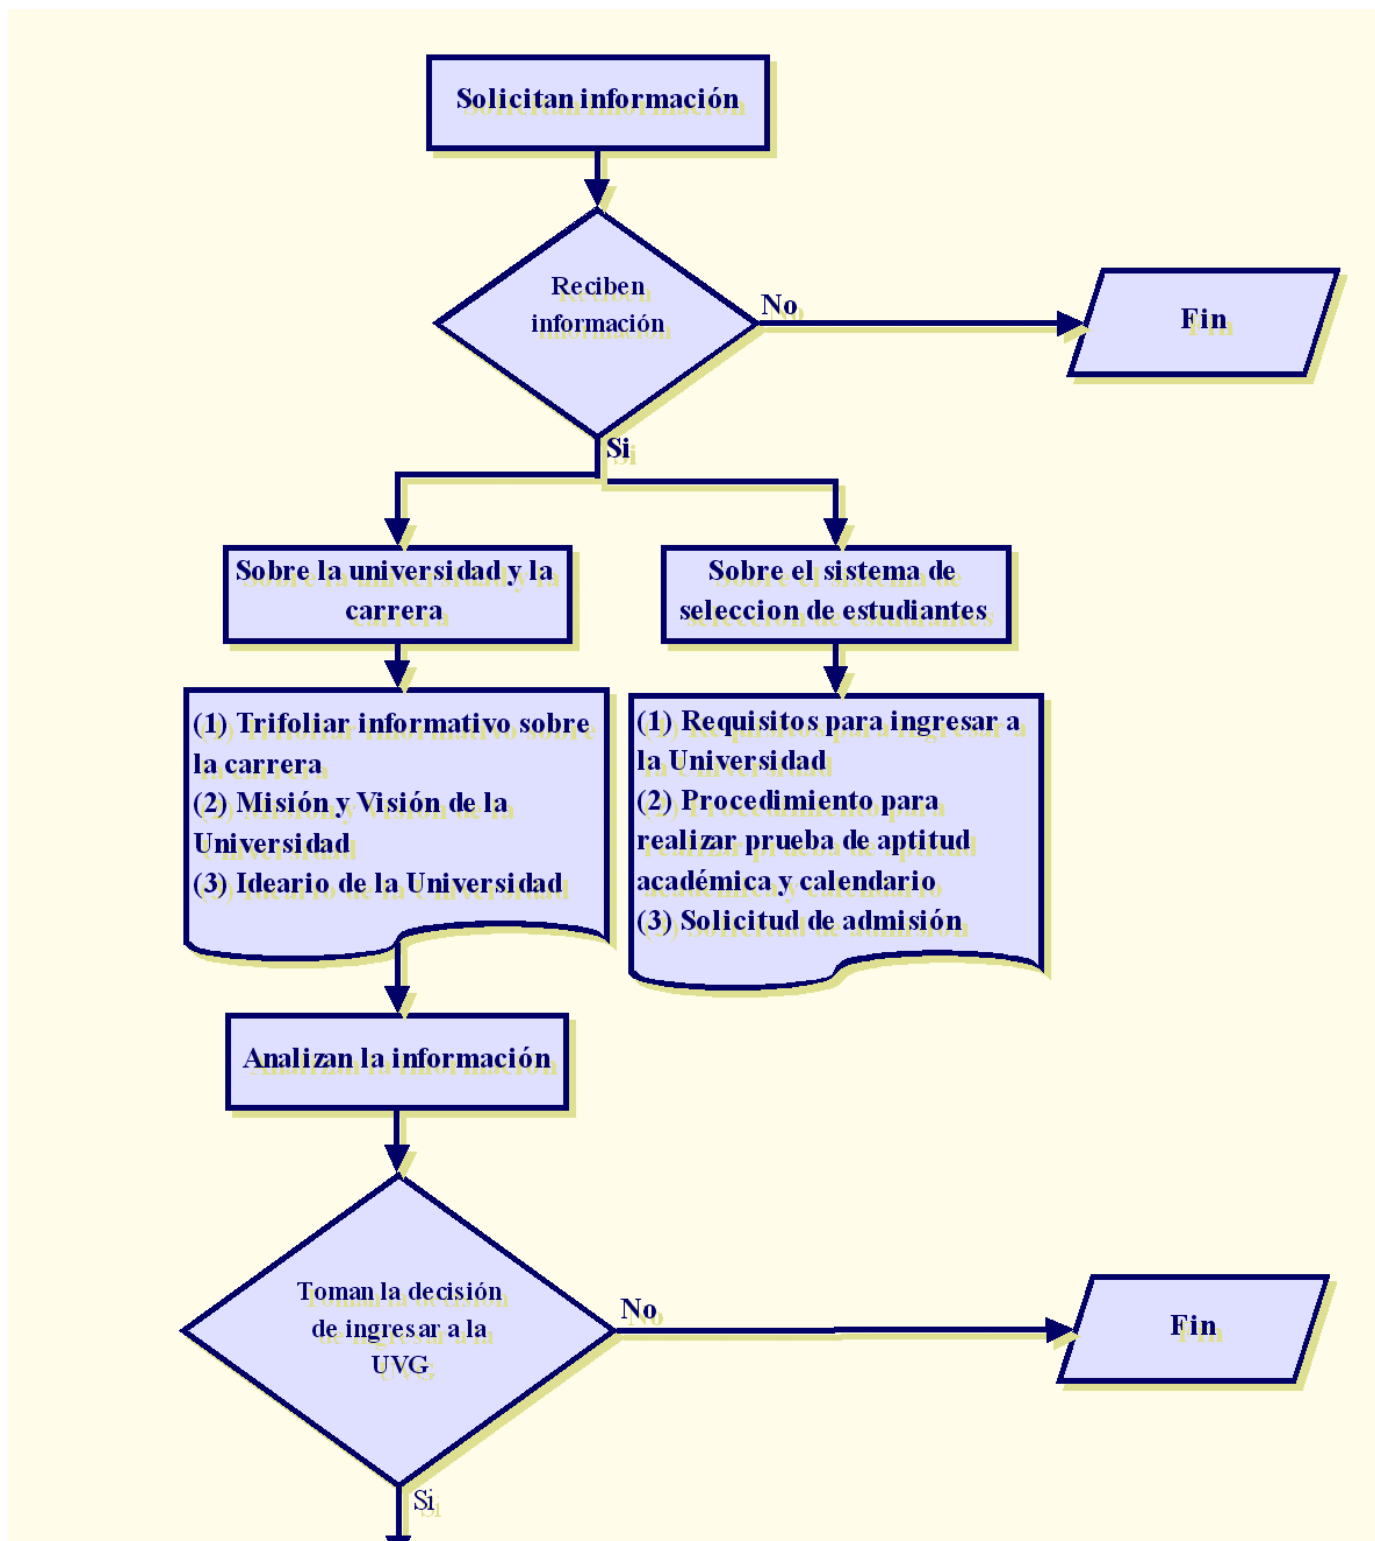 Solicitan información
Reciben
información
No
Fin
Si
Sobre la universidad y la
carrera
Sobre el sistema de
seleccion de estudiantes
(1) Trifoliar informativo sobre
la carrera
(2) Misión y Visión de la
Universidad
(3) Ideario de la Universidad
(1) Requisitos para ingresar a
la Universidad
(2) Procedimiento para
realizar prueba de aptitud
académica y calendario
(3) Solicitud de admisión
Analizan la información
Toman la decisión
de ingresar a la
UVG
No
Fin
Si